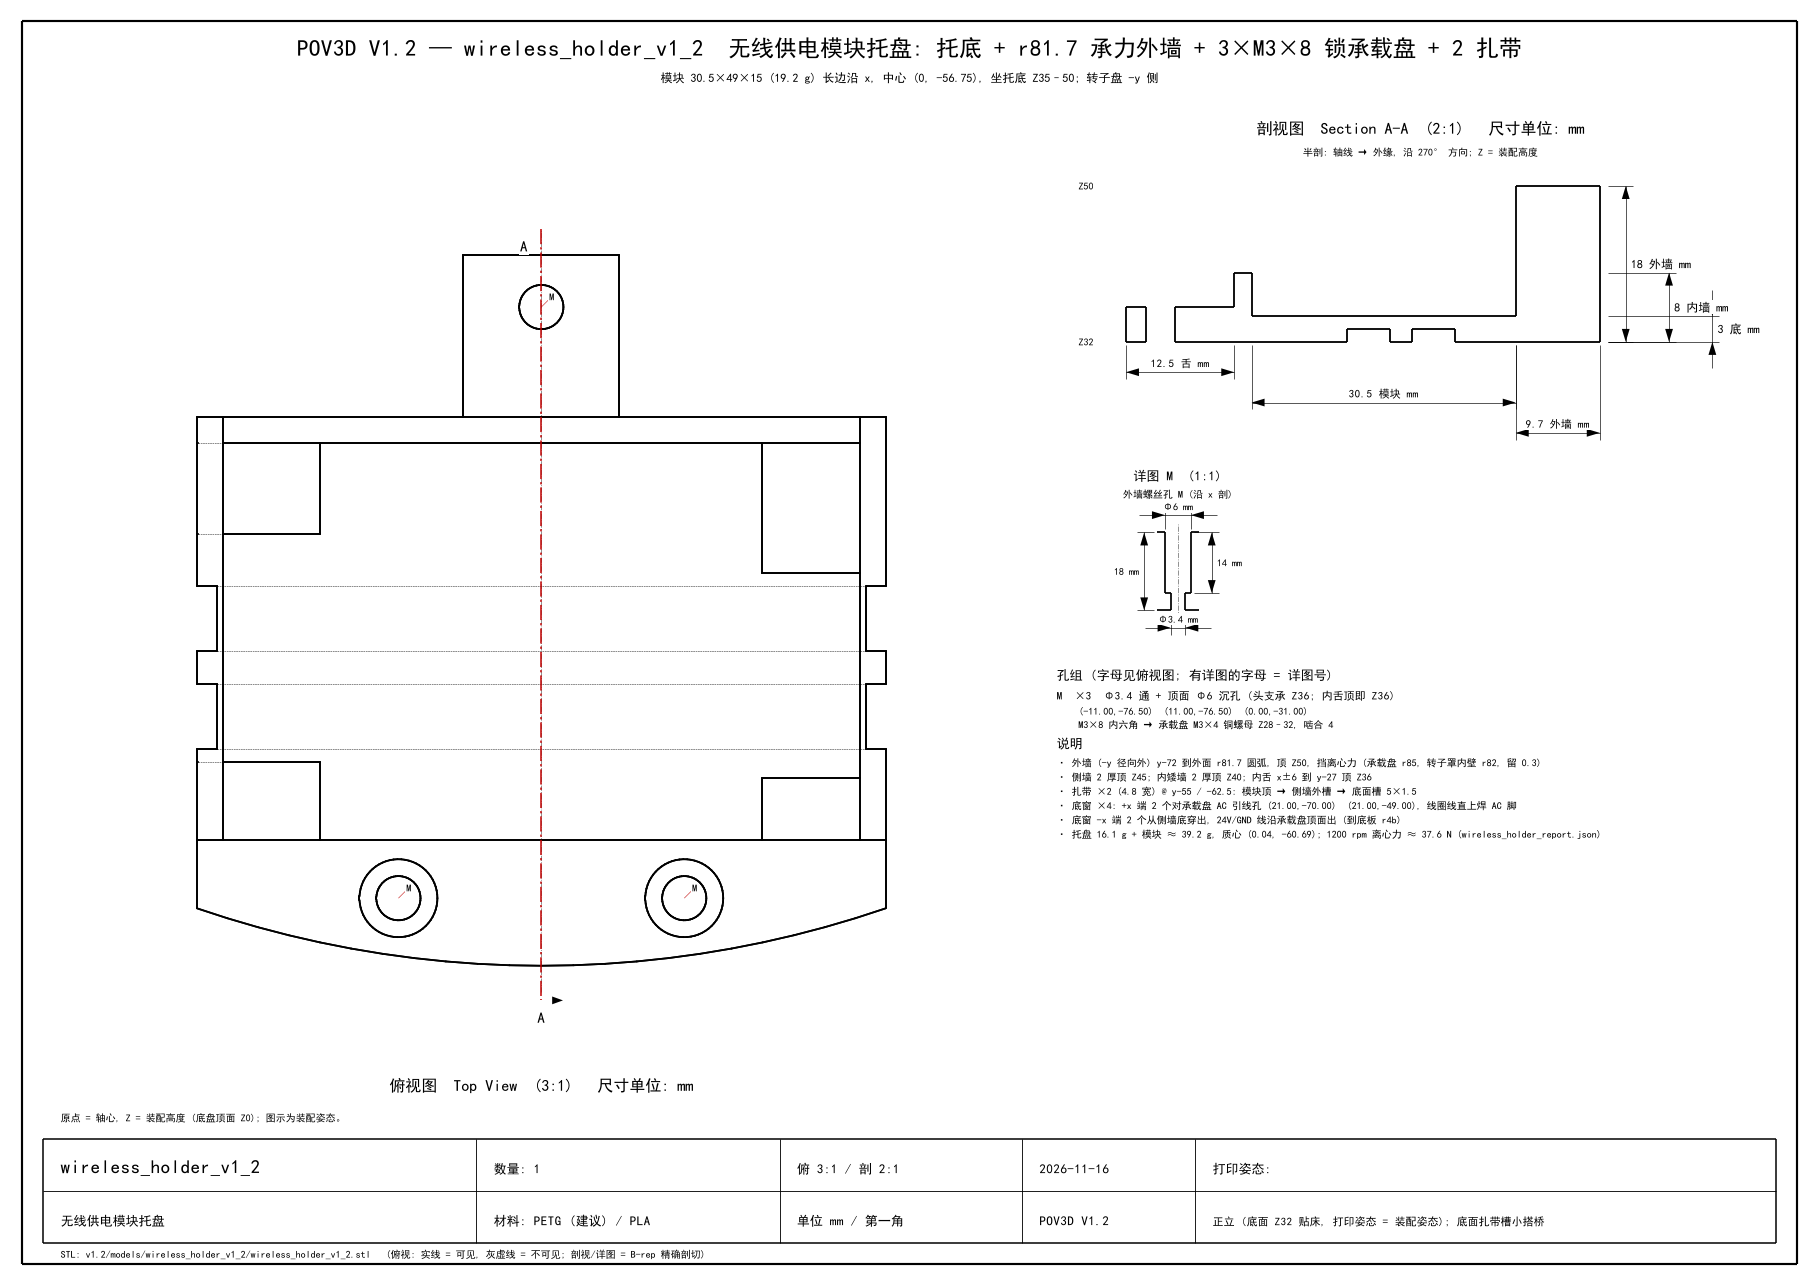 POV3D V1.2 — wireless_holder_v1_2  无线供电模块托盘: 托底 + r81.7 承力外墙 + 3×M3×8 锁承载盘 + 2 扎带
模块 30.5×49×15 (19.2 g) 长边沿 x, 中心 (0, -56.75), 坐托底 Z35–50; 转子盘 -y 侧
剖视图  Section A-A  (2:1)  尺寸单位: mm
半剖: 轴线 → 外缘, 沿 270° 方向; Z = 装配高度
Z50
18 外墙 mm
8 内墙 mm
3 底 mm
Z32
12.5 舌 mm
30.5 模块 mm
9.7 外墙 mm
A
M
M
M
A
俯视图  Top View  (3:1)  尺寸单位: mm
详图 M  (1:1)
外墙螺丝孔 M (沿 x 剖)
Φ6 mm
18 mm
14 mm
Φ3.4 mm
孔组 (字母见俯视图; 有详图的字母 = 详图号)
M  ×3  Φ3.4 通 + 顶面 Φ6 沉孔 (头支承 Z36; 内舌顶即 Z36)
(-11.00,-76.50)  (11.00,-76.50)  (0.00,-31.00)
M3×8 内六角 → 承载盘 M3×4 铜螺母 Z28–32, 啮合 4
说明
· 外墙 (-y 径向外) y-72 到外面 r81.7 圆弧, 顶 Z50, 挡离心力 (承载盘 r85, 转子罩内壁 r82, 留 0.3)
· 侧墙 2 厚顶 Z45; 内矮墙 2 厚顶 Z40; 内舌 x±6 到 y-27 顶 Z36
· 扎带 ×2 (4.8 宽) @ y-55 / -62.5: 模块顶 → 侧墙外槽 → 底面槽 5×1.5
· 底窗 ×4: +x 端 2 个对承载盘 AC 引线孔 (21.00,-70.00)  (21.00,-49.00), 线圈线直上焊 AC 脚
· 底窗 -x 端 2 个从侧墙底穿出, 24V/GND 线沿承载盘顶面出 (到底板 r4b)
· 托盘 16.1 g + 模块 ≈ 39.2 g, 质心 (0.04, -60.69); 1200 rpm 离心力 ≈ 37.6 N (wireless_holder_report.json)
原点 = 轴心, Z = 装配高度 (底盘顶面 Z0); 图示为装配姿态。
wireless_holder_v1_2
数量: 1
俯 3:1 / 剖 2:1
2026-11-16
打印姿态:
无线供电模块托盘
材料: PETG (建议) / PLA
单位 mm / 第一角
POV3D V1.2
正立 (底面 Z32 贴床, 打印姿态 = 装配姿态); 底面扎带槽小搭桥
STL: v1.2/models/wireless_holder_v1_2/wireless_holder_v1_2.stl  (俯视: 实线 = 可见, 灰虚线 = 不可见; 剖视/详图 = B-rep 精确剖切)